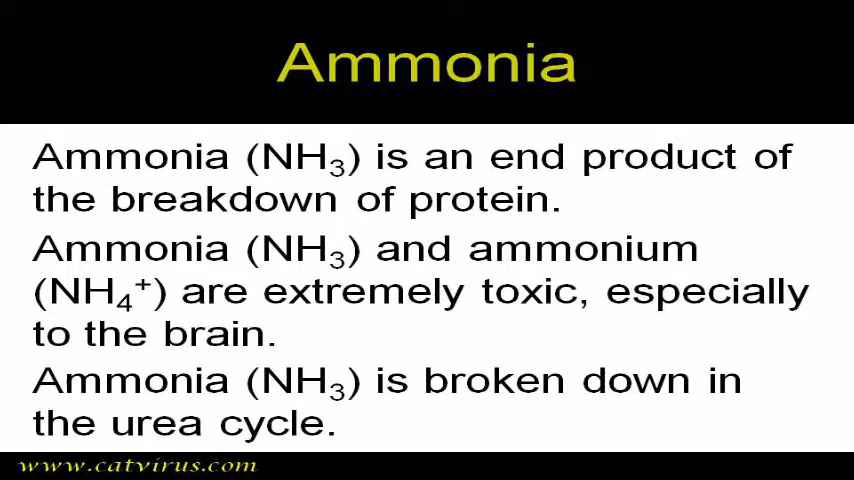 Ammonia
Ammonia (NH₃) is an end product of
the breakdown of protein.
Ammonia (NH₃) and ammonium
(NH₄⁺) are extremely toxic, especially
to the brain.
Ammonia (NH₃) is broken down in
the urea cycle.
www.catvirus.com